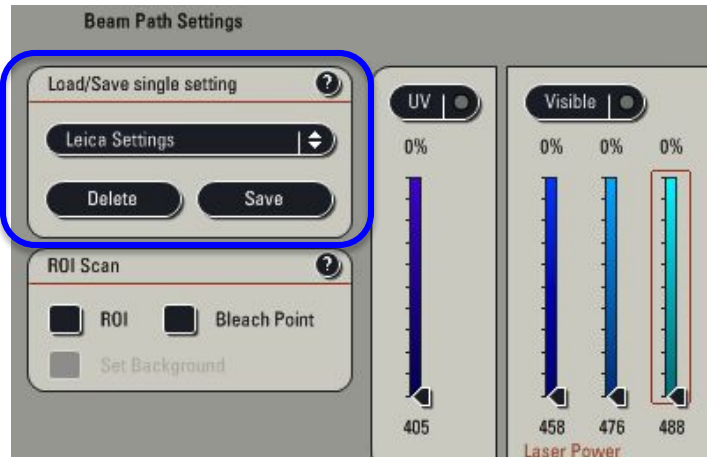 Beam Path Settings
Load/Save single setting ?
Leica Settings
Delete Save
ROI Scan ?
ROI Bleach Point
Set Background
UV
0%
405
Visible
0% 0% 0%
458 476 488
Laser Power